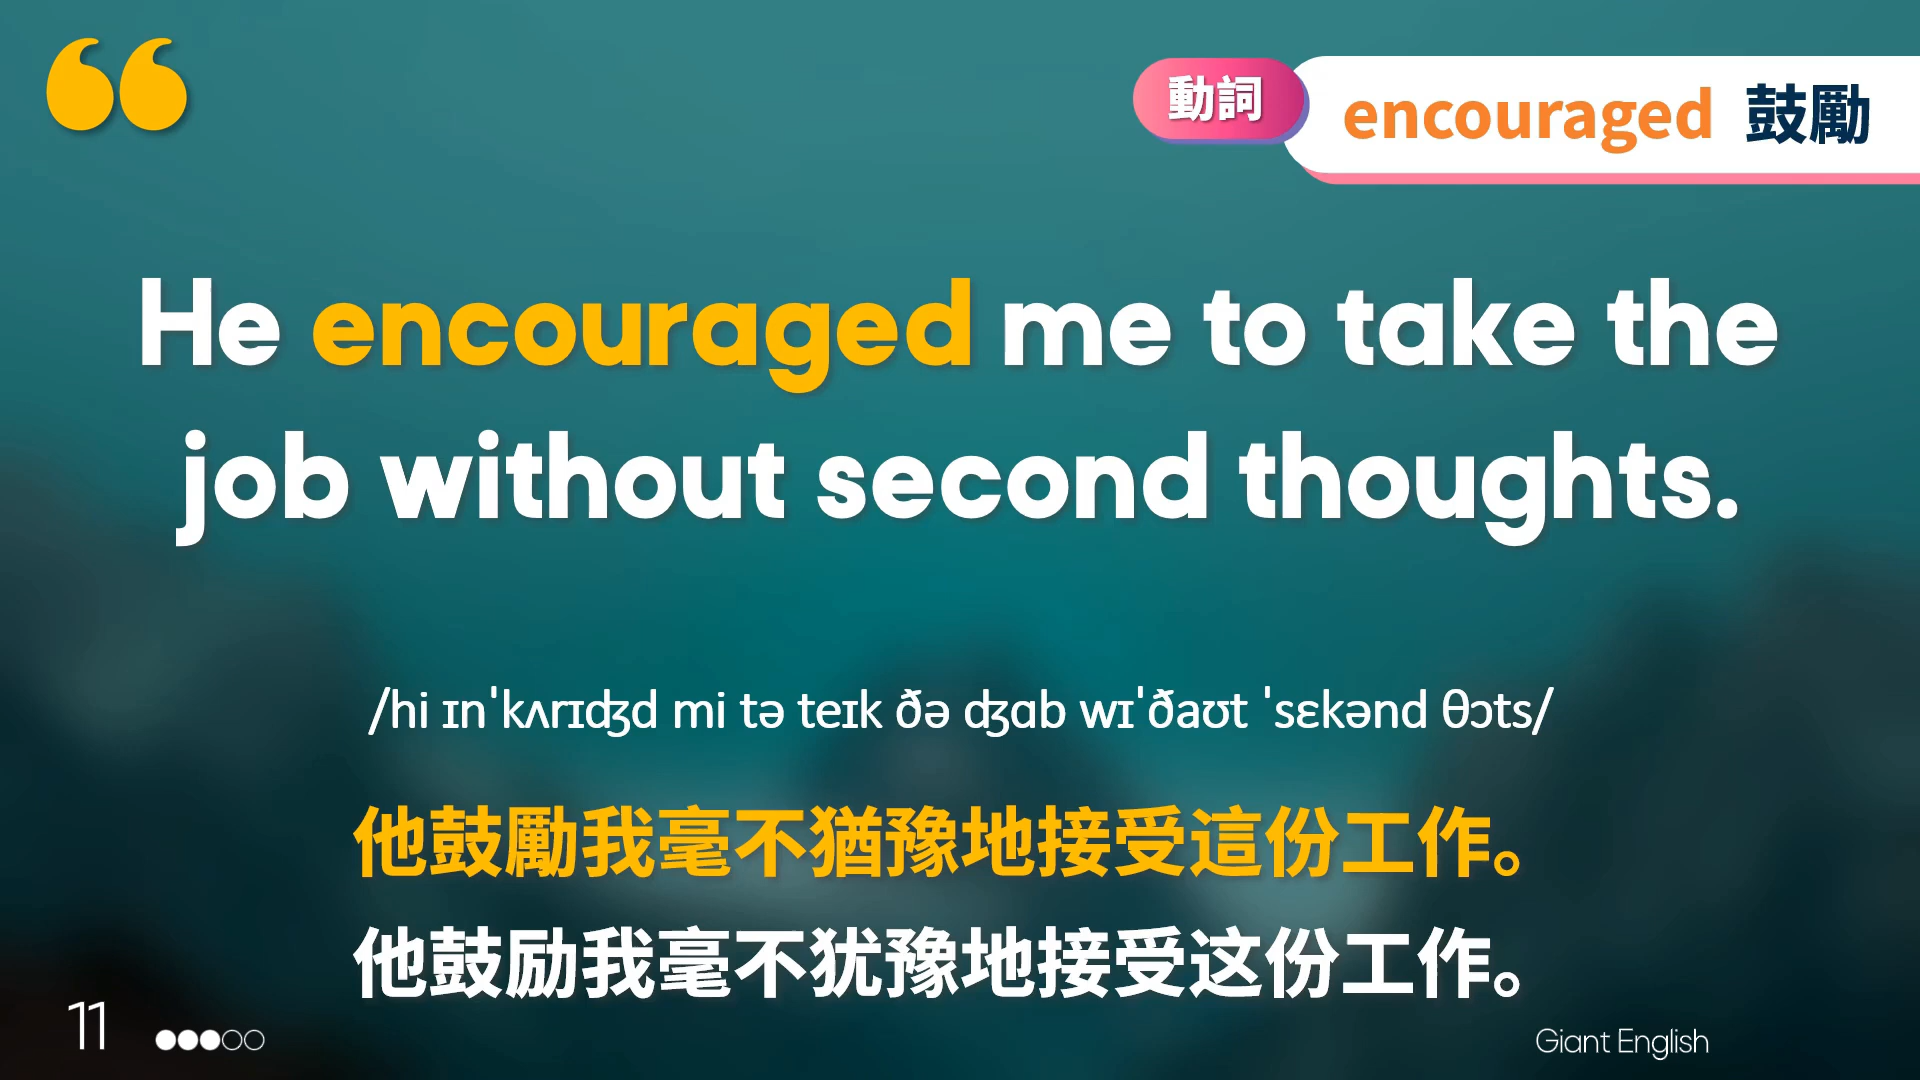 動詞
encouraged 鼓勵
He encouraged me to take the
job without second thoughts.
/hi ɪnˈkʌrɪʤd mi tə teɪk ðə ʤɑb wɪˈðaʊt ˈsɛkənd θɔts/
他鼓勵我毫不猶豫地接受這份工作。
他鼓励我毫不犹豫地接受这份工作。
11
Giant English